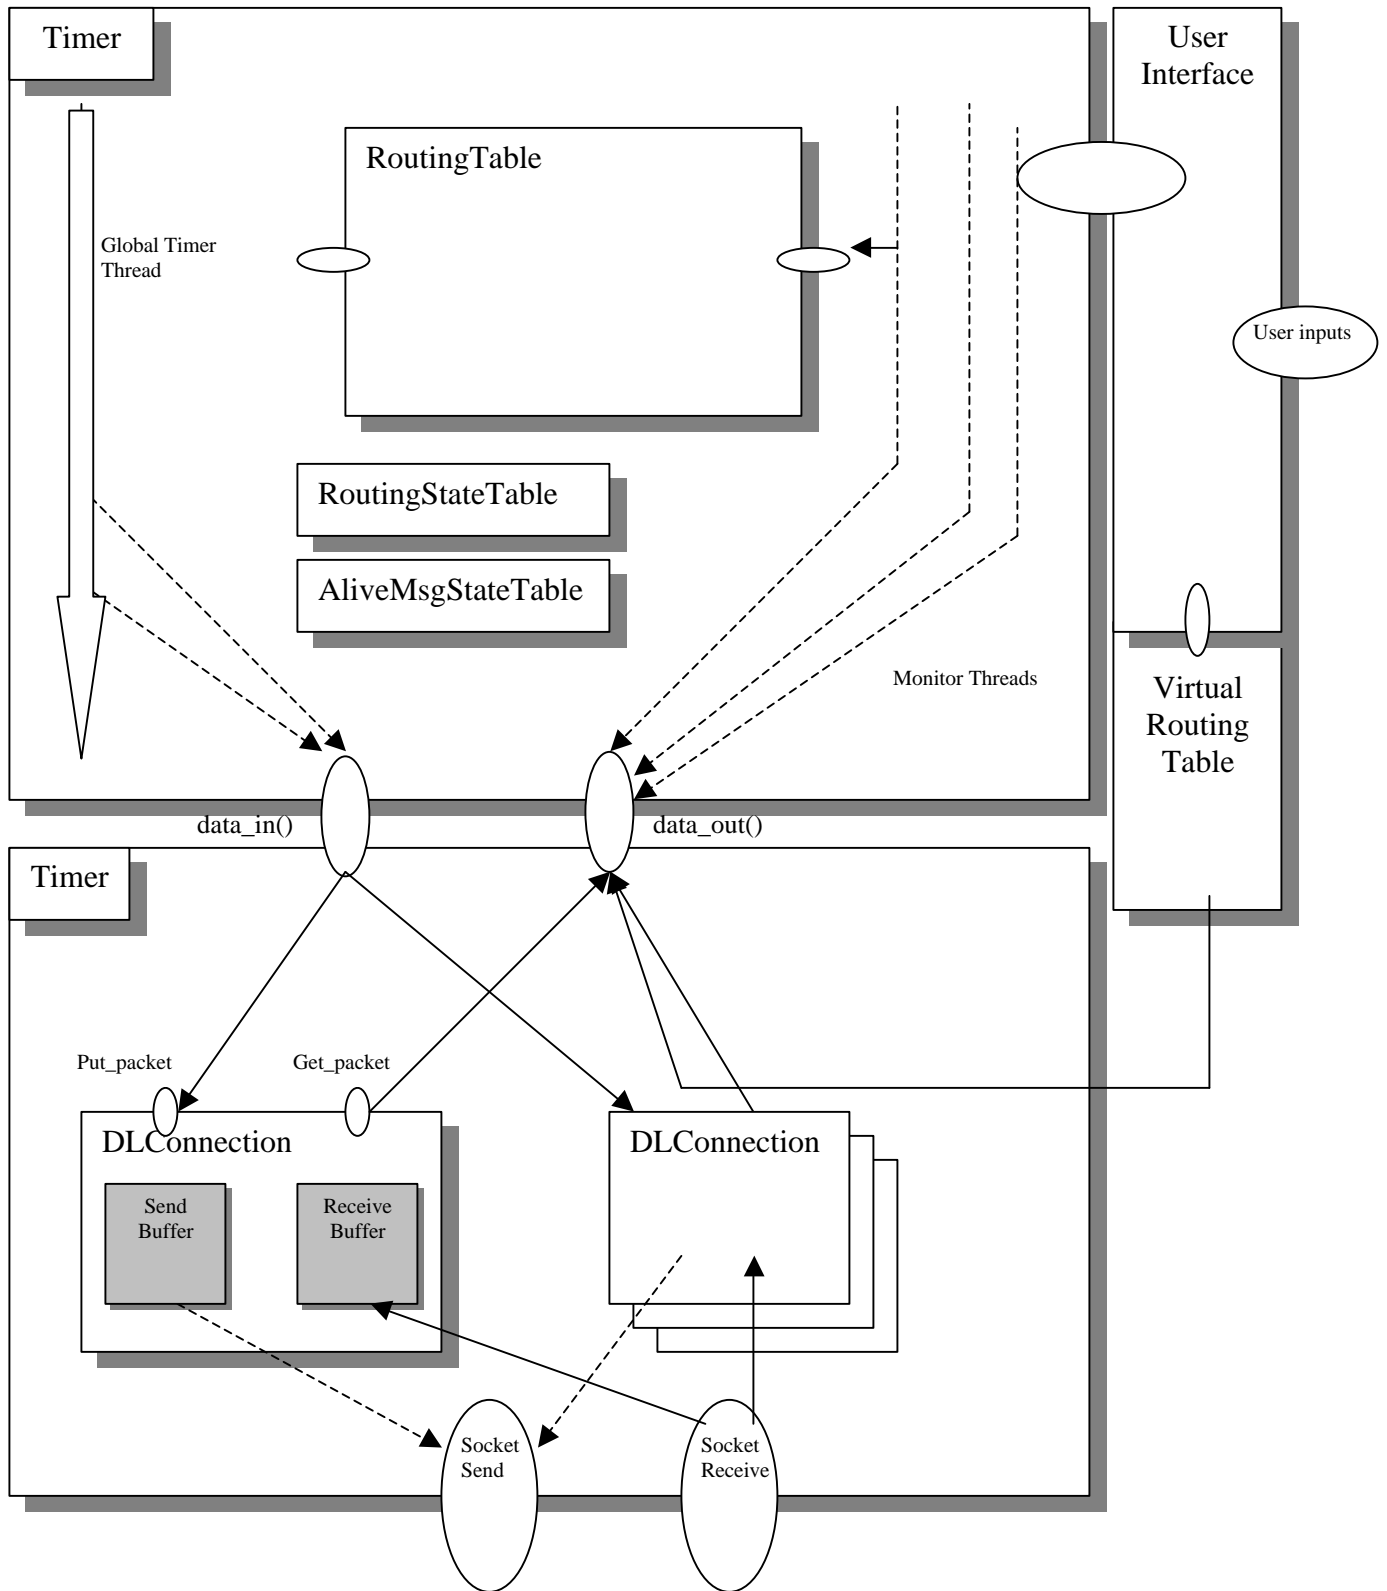 Timer
User
Interface
RoutingTable
Global Timer
Thread
User inputs
RoutingStateTable
AliveMsgStateTable
Monitor Threads
Virtual
Routing
Table
data_in()
data_out()
Timer
Put_packet
Get_packet
DLConnection
DLConnection
Send
Buffer
Receive
Buffer
Socket
Send
Socket
Receive